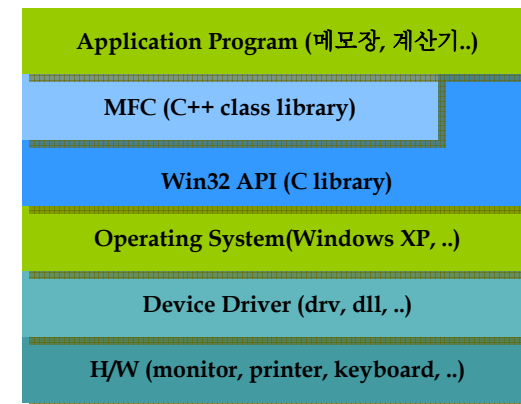 Application Program (메모장, 계산기..)
MFC (C++ class library)
Win32 API (C library)
Operating System(Windows XP, ..)
Device Driver (drv, dll, ..)
H/W (monitor, printer, keyboard, ..)